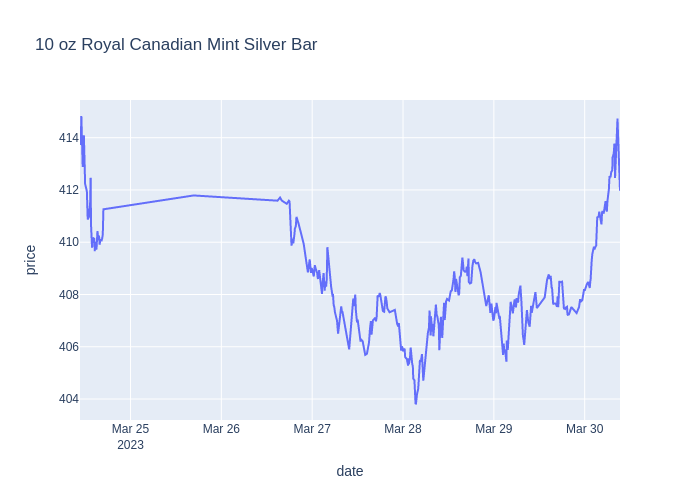 10 oz Royal Canadian Mint Silver Bar
price
414
412
410
408
406
404
Mar 25
2023
Mar 26
Mar 27
Mar 28
Mar 29
Mar 30
date